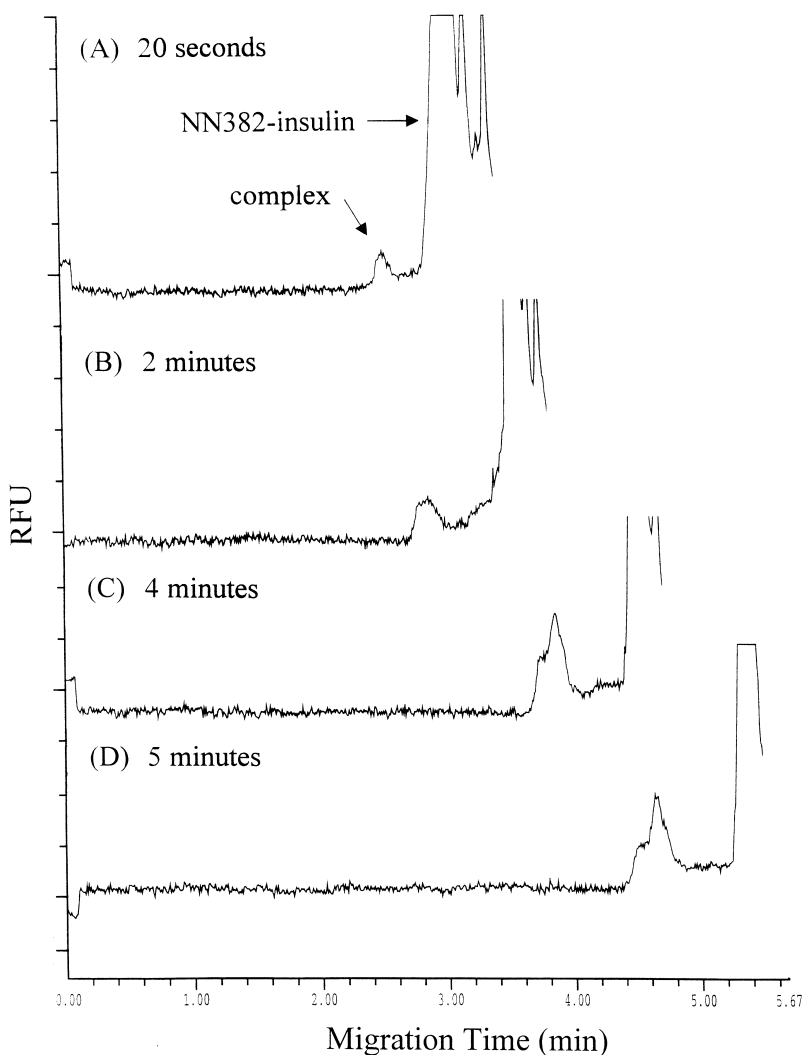 (A) 20 seconds
NN382-insulin
complex
(B) 2 minutes
(C) 4 minutes
(D) 5 minutes
RFU
0.00 1.00 2.00 3.00 4.00 5.00 5.67
Migration Time (min)